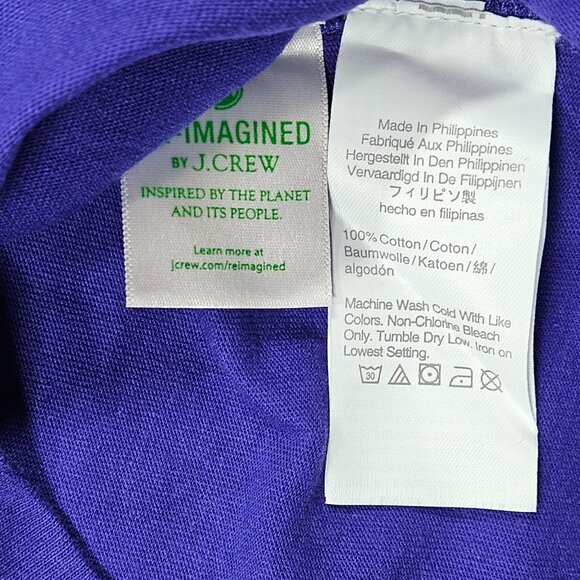 -IMAGINED
BY J.CREW
INSPIRED BY THE PLANET
AND ITS PEOPLE.
Learn more at
jcrew.com/reimagined
Made In Philippines
Fabriqué Aux Philippines
Hergestellt In Den Philippinen
Vervaardigd In De Filippijnen
フィリピン製
hecho en filipinas
100% Cotton/Coton/
Baumwolle/Katoen/綿/
algodón
Machine Wash Cold With Like
Colors. Non-Chlorine Bleach
Only. Tumble Dry Low. Iron on
Lowest Setting.
30